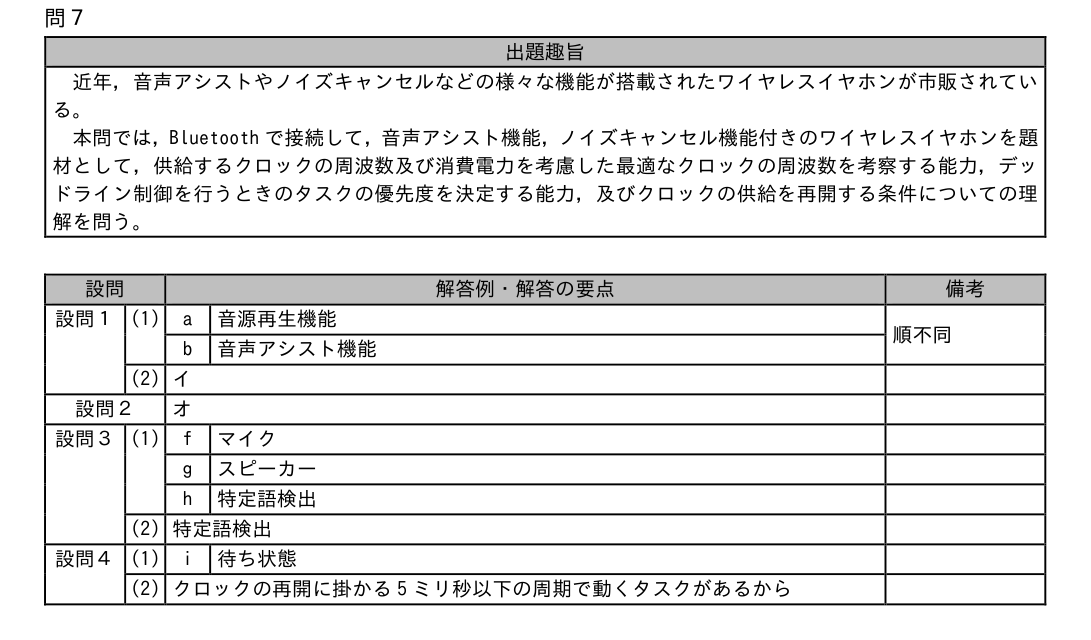 問7
出題趣旨
近年，音声アシストやノイズキャンセルなどの様々な機能が搭載されたワイヤレスイヤホンが市販されてい
る。
本問では，Bluetooth で接続して，音声アシスト機能，ノイズキャンセル機能付きのワイヤレスイヤホンを題
材として，供給するクロックの周波数及び消費電力を考慮した最適なクロックの周波数を考察する能力，デッ
ドライン制御を行うときのタスクの優先度を決定する能力，及びクロックの供給を再開する条件についての理
解を問う。
設問 解答例・解答の要点 備考
設問1 (1) a 音源再生機能 順不同
b 音声アシスト機能
(2) イ
設問2 オ
設問3 (1) f マイク
g スピーカー
h 特定語検出
(2) 特定語検出
設問4 (1) i 待ち状態
(2) クロックの再開に掛かる5ミリ秒以下の周期で動くタスクがあるから